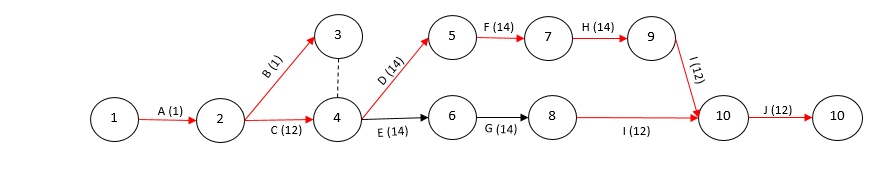 3
5
F (14)
7
H (14)
9
B (1)
D (14)
I (12)
1
A (1)
2
C (12)
4
E (14)
6
G (14)
8
I (12)
10
J (12)
10